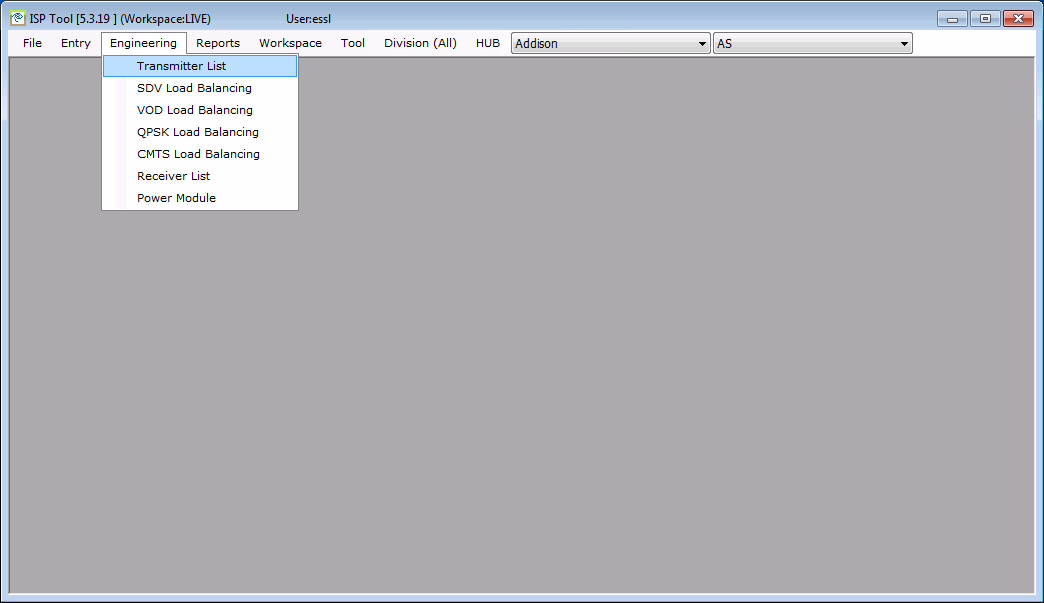 ISP Tool [5.3.19 ] (Workspace:LIVE) User:essl
File Entry Engineering Reports Workspace Tool Division (All) HUB Addison AS
Transmitter List
SDV Load Balancing
VOD Load Balancing
QPSK Load Balancing
CMTS Load Balancing
Receiver List
Power Module